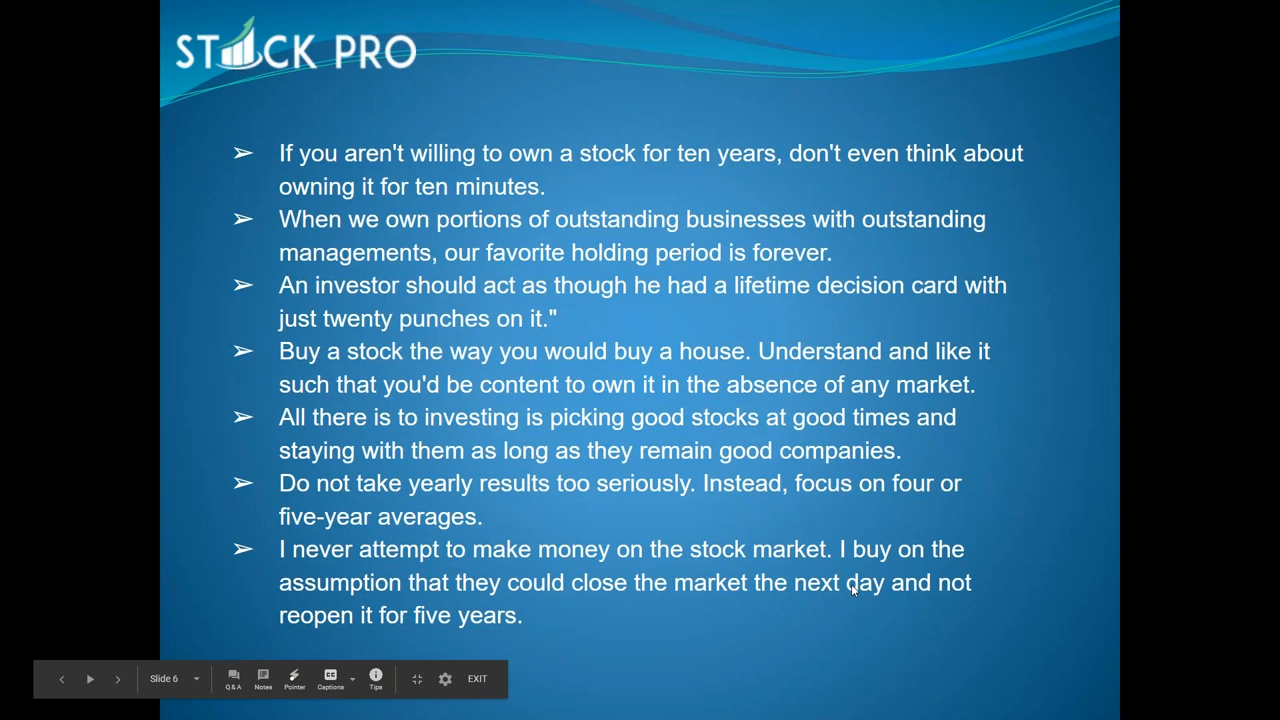 STOCK PRO
➢ If you aren't willing to own a stock for ten years, don't even think about
owning it for ten minutes.
➢ When we own portions of outstanding businesses with outstanding
managements, our favorite holding period is forever.
➢ An investor should act as though he had a lifetime decision card with
just twenty punches on it."
➢ Buy a stock the way you would buy a house. Understand and like it
such that you'd be content to own it in the absence of any market.
➢ All there is to investing is picking good stocks at good times and
staying with them as long as they remain good companies.
➢ Do not take yearly results too seriously. Instead, focus on four or
five-year averages.
➢ I never attempt to make money on the stock market. I buy on the
assumption that they could close the market the next day and not
reopen it for five years.
Slide 6 Q&A Notes Pointer CC Captions Tips EXIT